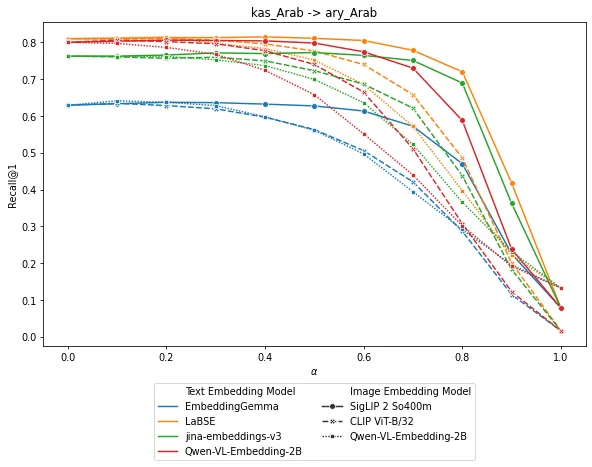 kas_Arab -> ary_Arab
Recall@1
0.8
0.7
0.6
0.5
0.4
0.3
0.2
0.1
0.0
0.0 0.2 0.4 0.6 0.8 1.0
α
Text Embedding Model Image Embedding Model
EmbeddingGemma SigLIP 2 So400m
LaBSE CLIP ViT-B/32
jina-embeddings-v3 Qwen-VL-Embedding-2B
Qwen-VL-Embedding-2B